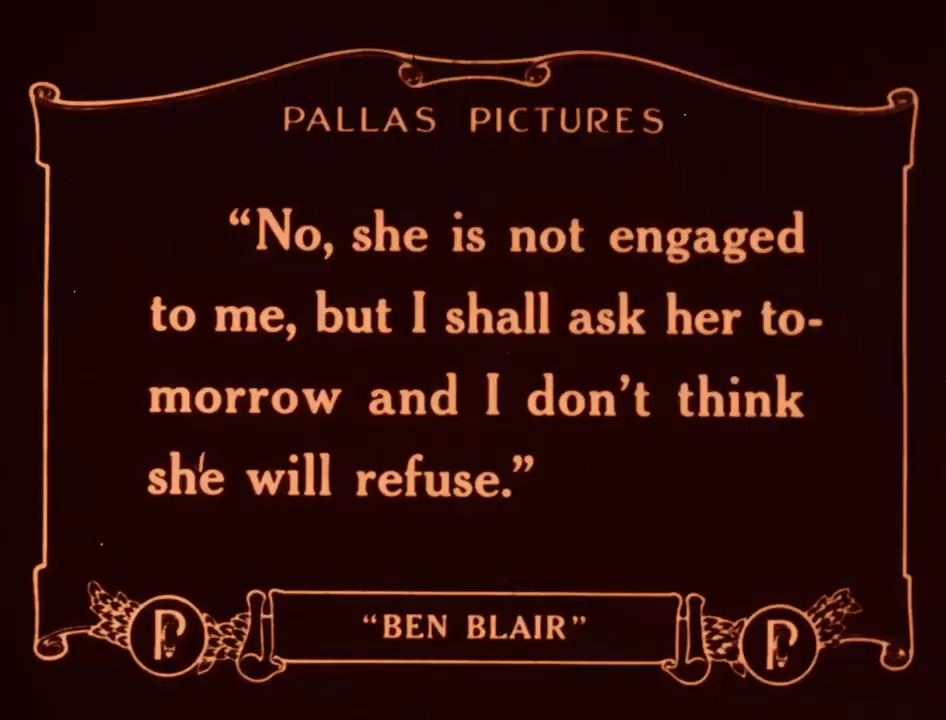 PALLAS PICTURES
“No, she is not engaged
to me, but I shall ask her to-
morrow and I don’t think
she will refuse.”
“BEN BLAIR”